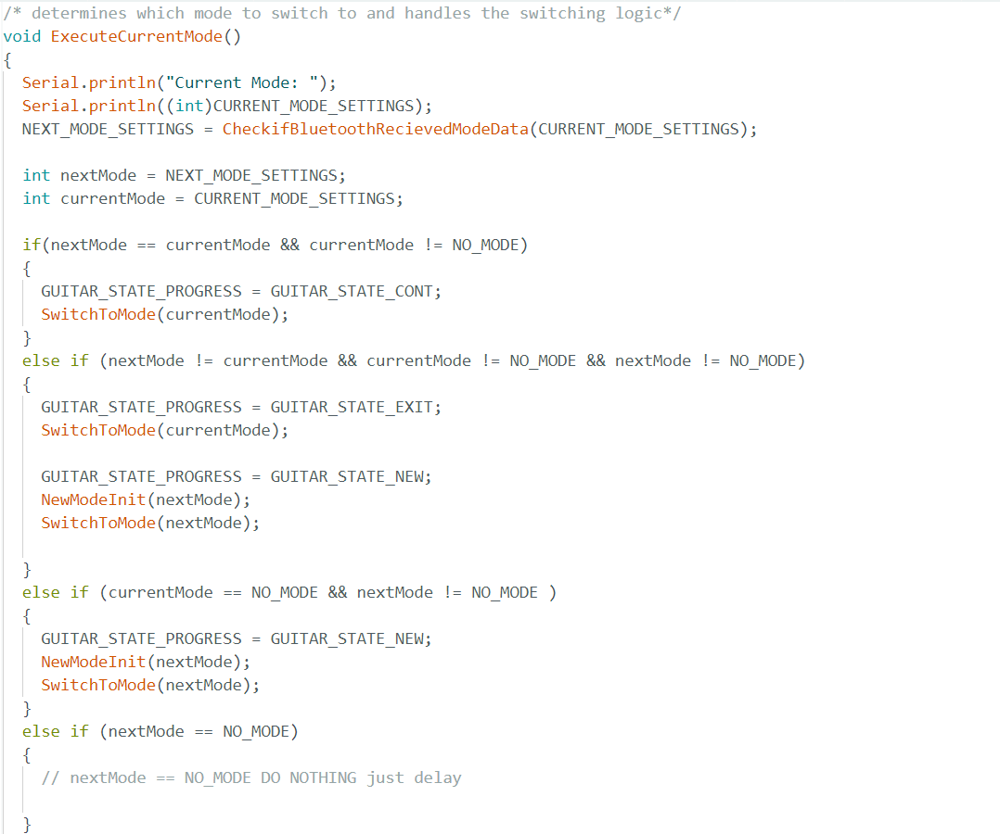 /* determines which mode to switch to and handles the switching logic*/
void ExecuteCurrentMode()
{
  Serial.println("Current Mode: ");
  Serial.println((int)CURRENT_MODE_SETTINGS);
  NEXT_MODE_SETTINGS = CheckifBluetoothRecievedModeData(CURRENT_MODE_SETTINGS);

  int nextMode = NEXT_MODE_SETTINGS;
  int currentMode = CURRENT_MODE_SETTINGS;

  if(nextMode == currentMode && currentMode != NO_MODE)
  {
    GUITAR_STATE_PROGRESS = GUITAR_STATE_CONT;
    SwitchToMode(currentMode);
  }
  else if (nextMode != currentMode && currentMode != NO_MODE && nextMode != NO_MODE)
  {
    GUITAR_STATE_PROGRESS = GUITAR_STATE_EXIT;
    SwitchToMode(currentMode);

    GUITAR_STATE_PROGRESS = GUITAR_STATE_NEW;
    NewModeInit(nextMode);
    SwitchToMode(nextMode);

  }
  else if (currentMode == NO_MODE && nextMode != NO_MODE )
  {
    GUITAR_STATE_PROGRESS = GUITAR_STATE_NEW;
    NewModeInit(nextMode);
    SwitchToMode(nextMode);
  }
  else if (nextMode == NO_MODE)
  {
    // nextMode == NO_MODE DO NOTHING just delay

  }